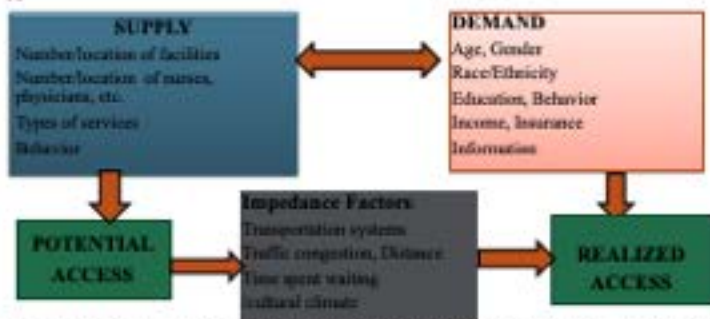 SUPPLY
Number/location of facilities
Number/location of nurses,
physicians, etc.
Types of services
Behavior
DEMAND
Age, Gender
Race/Ethnicity
Education, Behavior
Income, Insurance
Information
POTENTIAL
ACCESS
Impedance Factors
Transportation systems
Traffic congestion, Distance
Time spent waiting
cultural climate
REALIZED
ACCESS